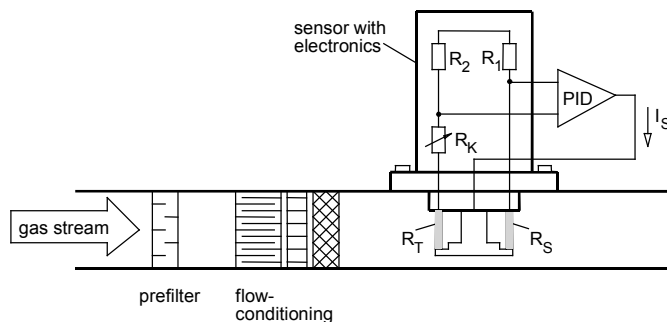 sensor with
electronics
R2
R1
PID
IS
RK
gas stream
RT
RS
prefilter
flow-
conditioning